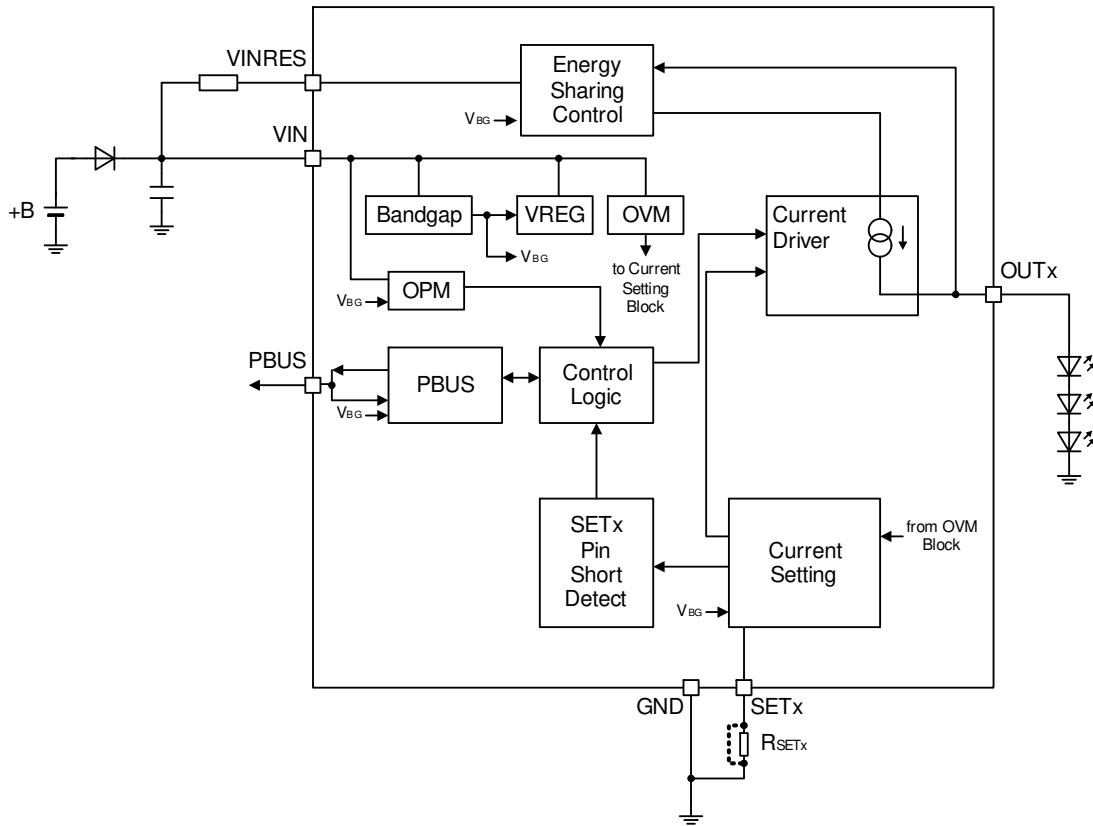 VINRES
Energy
Sharing
Control
VBG
VIN
+B
Bandgap
VREG
OVM
VBG
to Current
Setting
Block
Current
Driver
OUTx
OPM
VBG
PBUS
PBUS
VBG
Control
Logic
SETx
Pin
Short
Detect
Current
Setting
from OVM
Block
VBG
GND
SETx
RSETx